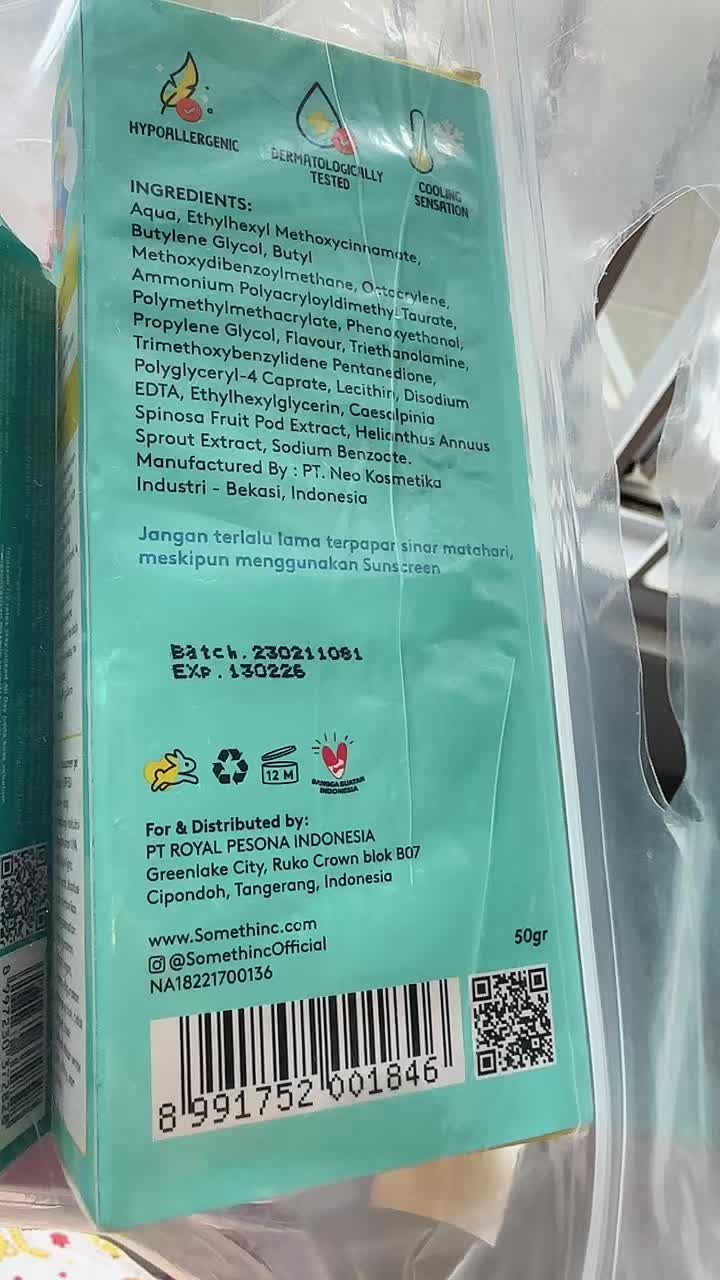 HYPOALLERGENIC
DERMATOLOGICALLY
TESTED
COOLING
SENSATION
INGREDIENTS:
Aqua, Ethylhexyl Methoxycinnamate,
Butylene Glycol, Butyl
Methoxydibenzoylmethane, Octocrylene,
Ammonium Polyacryloyldimethyl Taurate,
Polymethylmethacrylate, Phenoxyethanol,
Propylene Glycol, Flavour, Triethanolamine,
Trimethoxybenzylidene Pentanedione,
Polyglyceryl-4 Caprate, Lecithin, Disodium
EDTA, Ethylhexylglycerin, Caesalpinia
Spinosa Fruit Pod Extract, Helianthus Annuus
Sprout Extract, Sodium Benzoate.
Manufactured By : PT. Neo Kosmetika
Industri - Bekasi, Indonesia
Jangan terlalu lama terpapar sinar matahari,
meskipun menggunakan Sunscreen
Batch. 230211081
EXP. 130226
12 M
BANGGA BUATAN
INDONESIA
For & Distributed by:
PT ROYAL PESONA INDONESIA
Greenlake City, Ruko Crown blok B07
Cipondoh, Tangerang, Indonesia
www.Somethinc.com
@SomethincOfficial
NA18221700136
50gr
8 991752 001846